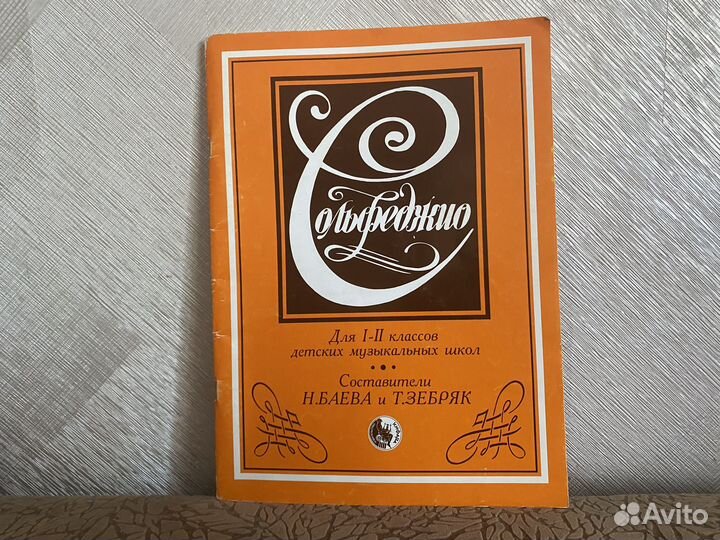 Сольфеджио
Для I-II классов
детских музыкальных школ
Составители
Н.БАЕВА и Т.ЗЕБРЯК
Avito